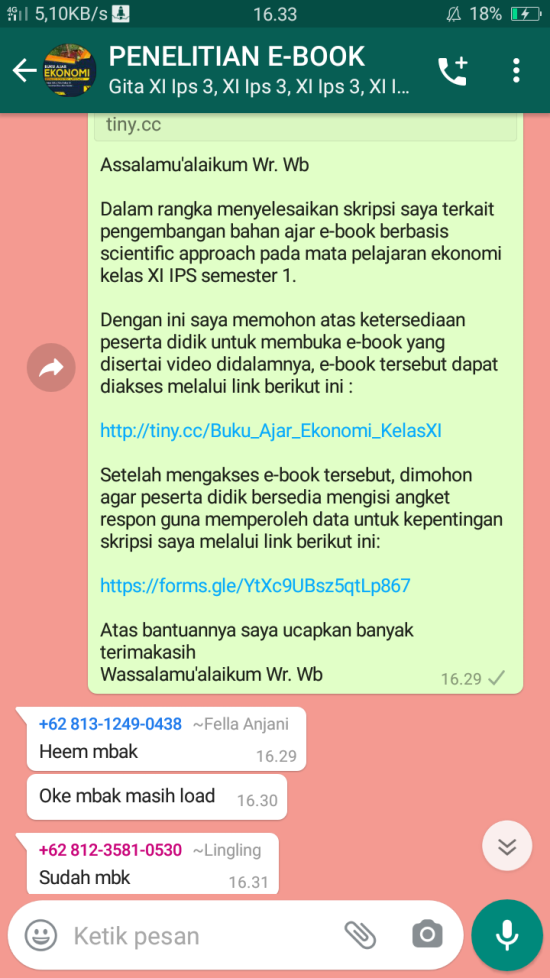 4G 5,10KB/s 16.33 18%
PENELITIAN E-BOOK
Gita XI Ips 3, XI Ips 3, XI Ips 3, XI I...
BUKU AJAR
EKONOMI
tiny.cc
Assalamu'alaikum Wr. Wb
Dalam rangka menyelesaikan skripsi saya terkait
pengembangan bahan ajar e-book berbasis
scientific approach pada mata pelajaran ekonomi
kelas XI IPS semester 1.
Dengan ini saya memohon atas ketersediaan
peserta didik untuk membuka e-book yang
disertai video didalamnya, e-book tersebut dapat
diakses melalui link berikut ini :
http://tiny.cc/Buku_Ajar_Ekonomi_KelasXI
Setelah mengakses e-book tersebut, dimohon
agar peserta didik bersedia mengisi angket
respon guna memperoleh data untuk kepentingan
skripsi saya melalui link berikut ini:
https://forms.gle/YtXc9UBsz5qtLp867
Atas bantuannya saya ucapkan banyak
terimakasih
Wassalamu'alaikum Wr. Wb
16.29
+62 813-1249-0438 ~Fella Anjani
Heem mbak
16.29
Oke mbak masih load
16.30
+62 812-3581-0530 ~Lingling
Sudah mbk
16.31
Ketik pesan